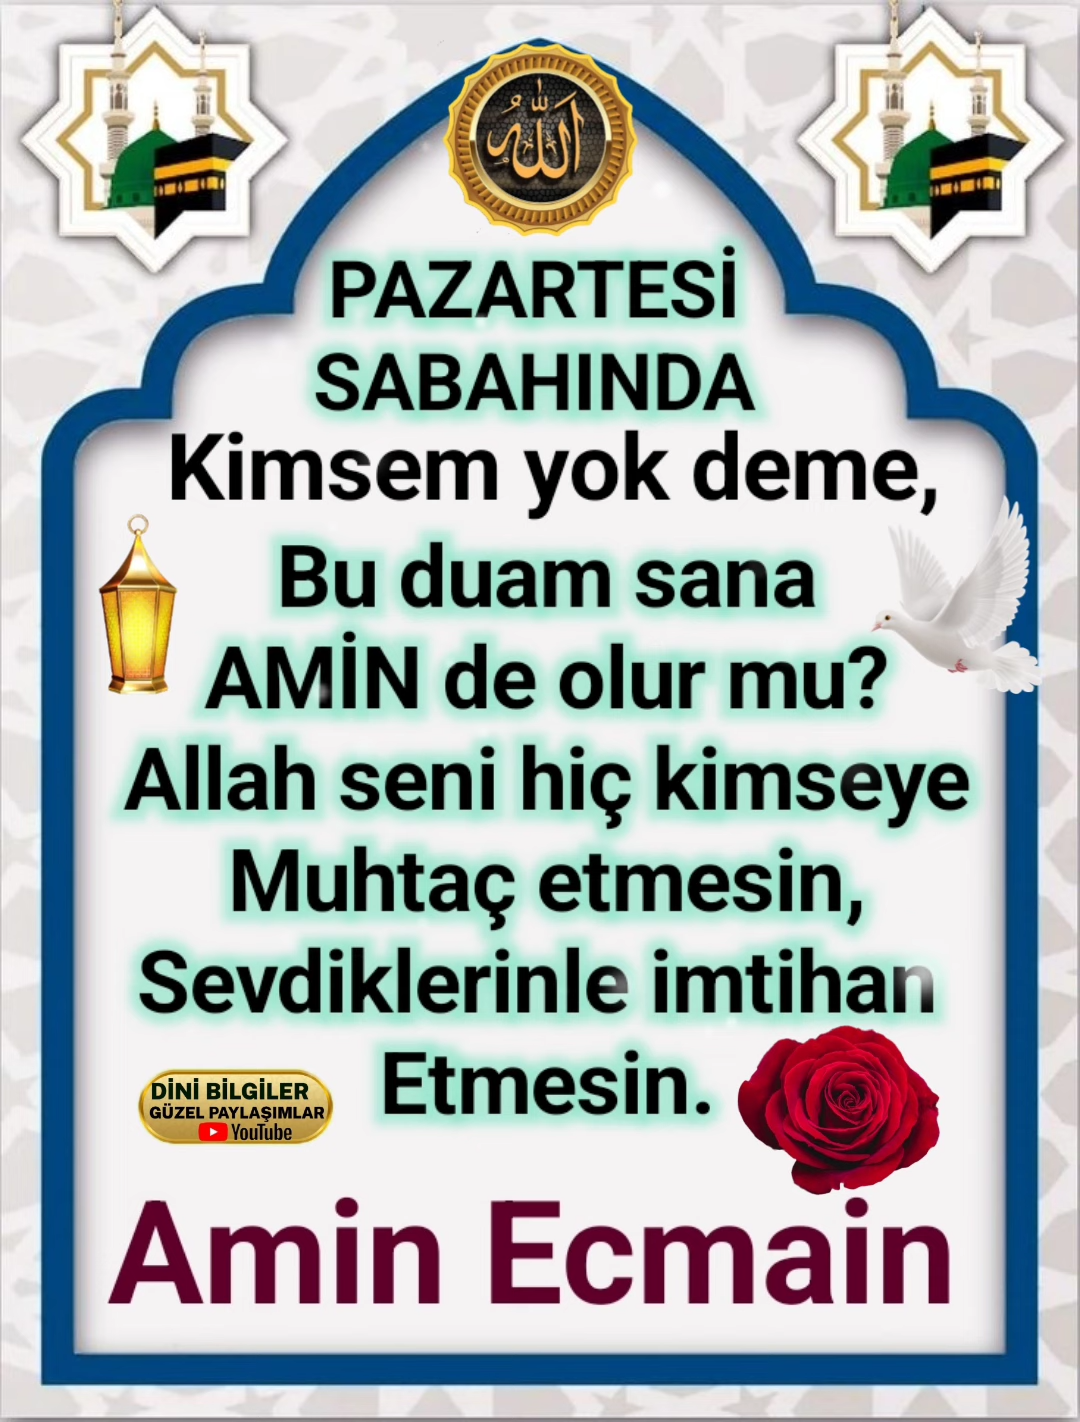 الله
PAZARTESİ
SABAHINDA
Kimsem yok deme,
Bu duam sana
AMİN de olur mu?
Allah seni hiç kimseye
Muhtaç etmesin,
Sevdiklerinle imtihan
Etmesin.
DİNİ BİLGİLER
GÜZEL PAYLAŞIMLAR
YouTube
Amin Ecmain